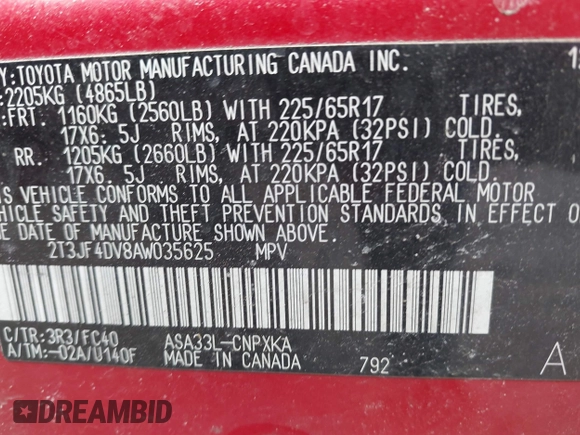 Y:TOYOTA MOTOR MANUFACTURING CANADA INC.
:2205KG (4865LB)
:FRT. 1160KG (2560LB) WITH 225/65R17 TIRES,
17X6. 5J RIMS, AT 220KPA (32PSI) COLD.
RR. 1205KG (2660LB) WITH 225/65R17 TIRES,
17X6. 5J RIMS, AT 220KPA (32PSI) COLD.
IS VEHICLE CONFORMS TO ALL APPLICABLE FEDERAL MOTOR
HICLE SAFETY AND THEFT PREVENTION STANDARDS IN EFFECT ON
E DATE OF MANUFACTURE SHOWN ABOVE.
2T3JF4DV8AW035625 MPV
C/TR:3R3/FC40 ASA33L-CNPXKA
A/TM:-02A/U140F MADE IN CANADA 792 A
DREAMBID